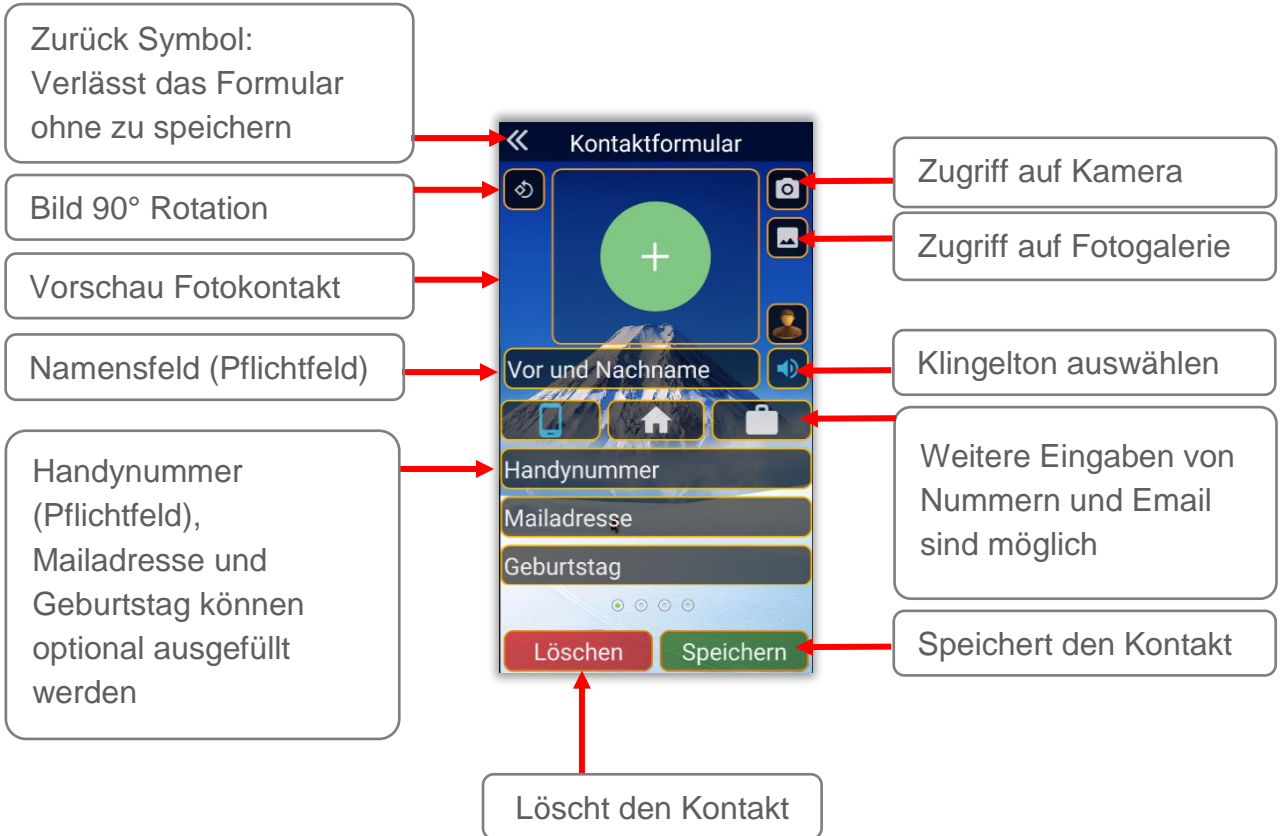 Zurück Symbol:
Verlässt das Formular
ohne zu speichern
Bild 90° Rotation
Vorschau Fotokontakt
Namensfeld (Pflichtfeld)
Handynummer
(Pflichtfeld),
Mailadresse und
Geburtstag können
optional ausgefüllt
werden
Kontaktformular
Vor und Nachname
Handynummer
Mailadresse
Geburtstag
Löschen
Speichern
Zugriff auf Kamera
Zugriff auf Fotogalerie
Klingelton auswählen
Weitere Eingaben von
Nummern und Email
sind möglich
Speichert den Kontakt
Löscht den Kontakt